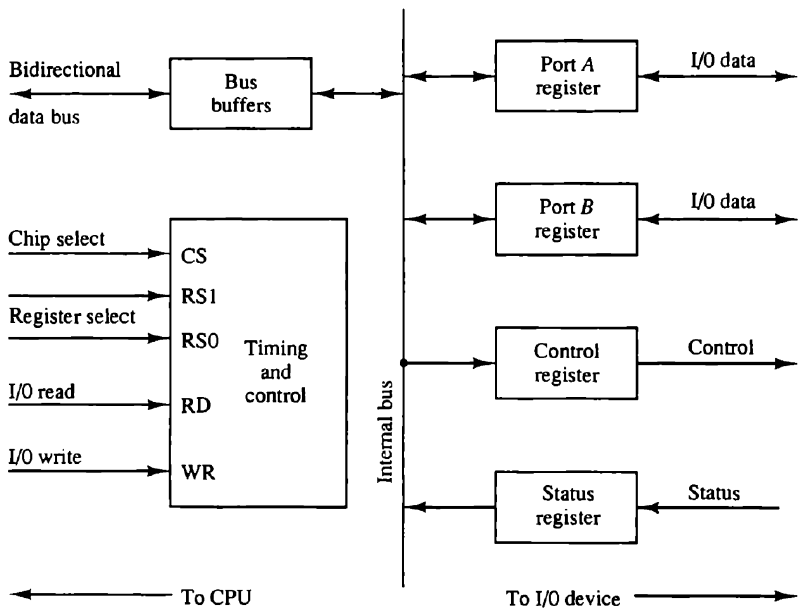 Bidirectional
data bus
Bus
buffers
Port A
register
I/O data
Port B
register
I/O data
Chip select
CS
RS1
Register select
RS0
Timing
and
control
I/O read
RD
I/O write
WR
Internal bus
Control
register
Control
Status
register
Status
To CPU
To I/O device